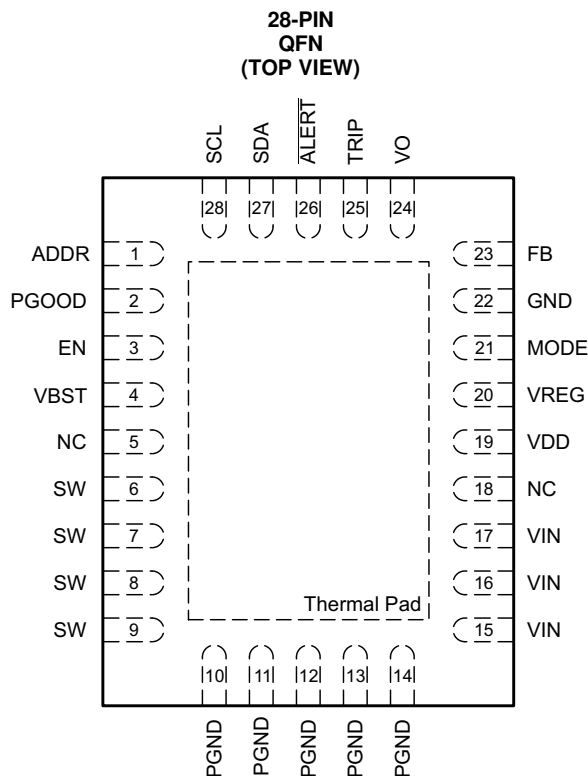 28-PIN
QFN
(TOP VIEW)
SCL
SDA
ALERT
TRIP
VO
28
27
26
25
24
ADDR 1
PGOOD 2
EN 3
VBST 4
NC 5
SW 6
SW 7
SW 8
SW 9
23 FB
22 GND
21 MODE
20 VREG
19 VDD
18 NC
17 VIN
16 VIN
15 VIN
Thermal Pad
10
11
12
13
14
PGND
PGND
PGND
PGND
PGND